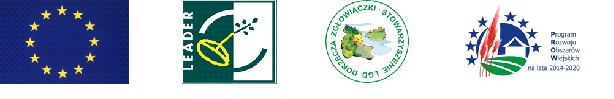 LEADER
DORZECZA ZGŁOWIĄCZKI STOWARZYSZENIE LGD
Program
Rozwoju
Obszarów
Wiejskich
na lata 2014-2020